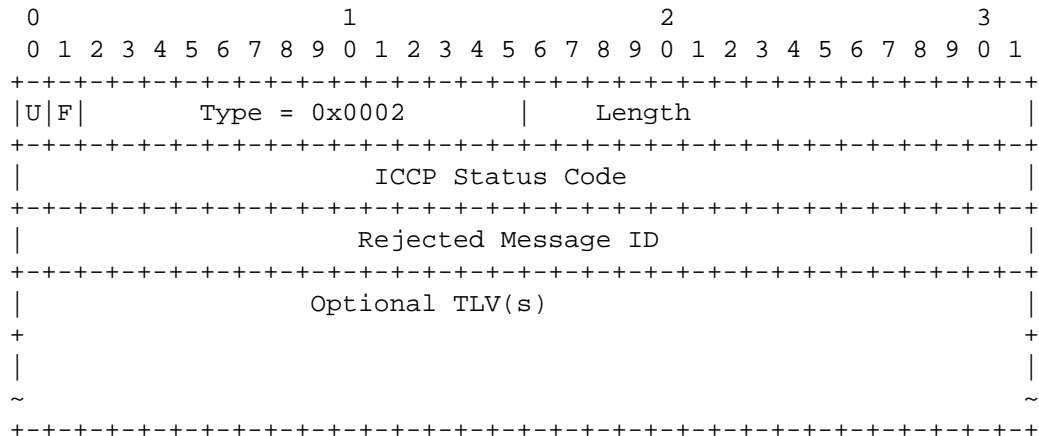 0                   1                   2                   3
 0 1 2 3 4 5 6 7 8 9 0 1 2 3 4 5 6 7 8 9 0 1 2 3 4 5 6 7 8 9 0 1
+-+-+-+-+-+-+-+-+-+-+-+-+-+-+-+-+-+-+-+-+-+-+-+-+-+-+-+-+-+-+-+-+
|U|F|       Type = 0x0002       |    Length                     |
+-+-+-+-+-+-+-+-+-+-+-+-+-+-+-+-+-+-+-+-+-+-+-+-+-+-+-+-+-+-+-+-+
|                      ICCP Status Code                         |
+-+-+-+-+-+-+-+-+-+-+-+-+-+-+-+-+-+-+-+-+-+-+-+-+-+-+-+-+-+-+-+-+
|                     Rejected Message ID                       |
+-+-+-+-+-+-+-+-+-+-+-+-+-+-+-+-+-+-+-+-+-+-+-+-+-+-+-+-+-+-+-+-+
|                  Optional TLV(s)                              |
+                                                               +
|                                                               |
~                                                               ~
+-+-+-+-+-+-+-+-+-+-+-+-+-+-+-+-+-+-+-+-+-+-+-+-+-+-+-+-+-+-+-+-+